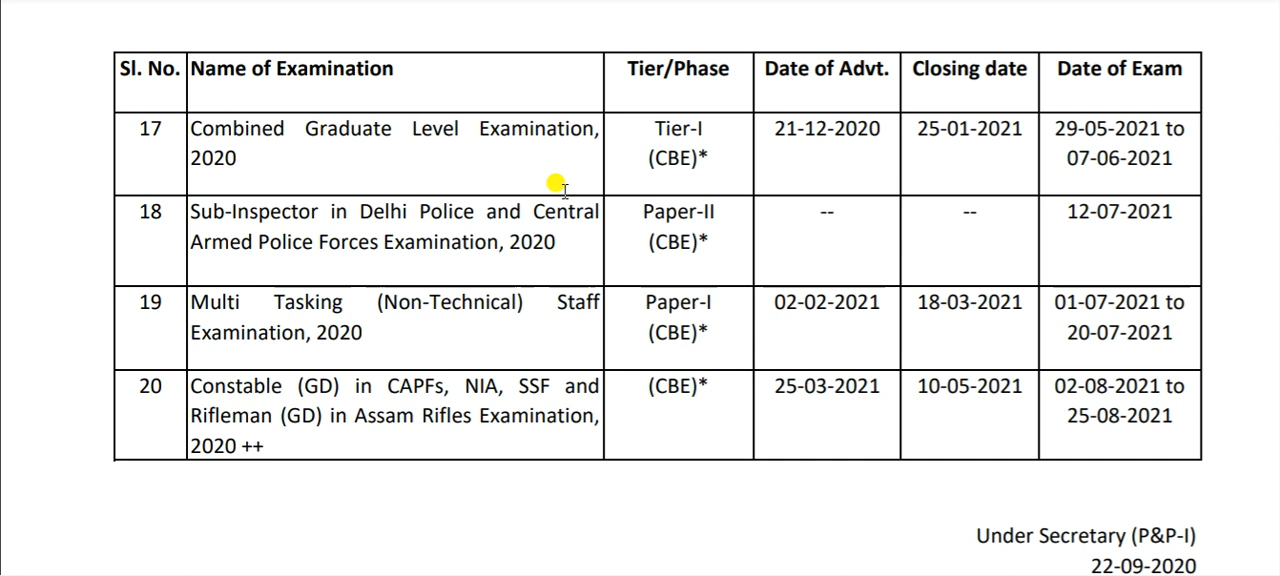 Sl. No. Name of Examination Tier/Phase Date of Advt. Closing date Date of Exam
17 Combined Graduate Level Examination, Tier-I 21-12-2020 25-01-2021 29-05-2021 to
2020 (CBE)* 07-06-2021
18 Sub-Inspector in Delhi Police and Central Paper-II -- -- 12-07-2021
Armed Police Forces Examination, 2020 (CBE)*
19 Multi Tasking (Non-Technical) Staff Paper-I 02-02-2021 18-03-2021 01-07-2021 to
Examination, 2020 (CBE)* 20-07-2021
20 Constable (GD) in CAPFs, NIA, SSF and (CBE)* 25-03-2021 10-05-2021 02-08-2021 to
Rifleman (GD) in Assam Rifles Examination, 25-08-2021
2020 ++
Under Secretary (P&P-I)
22-09-2020